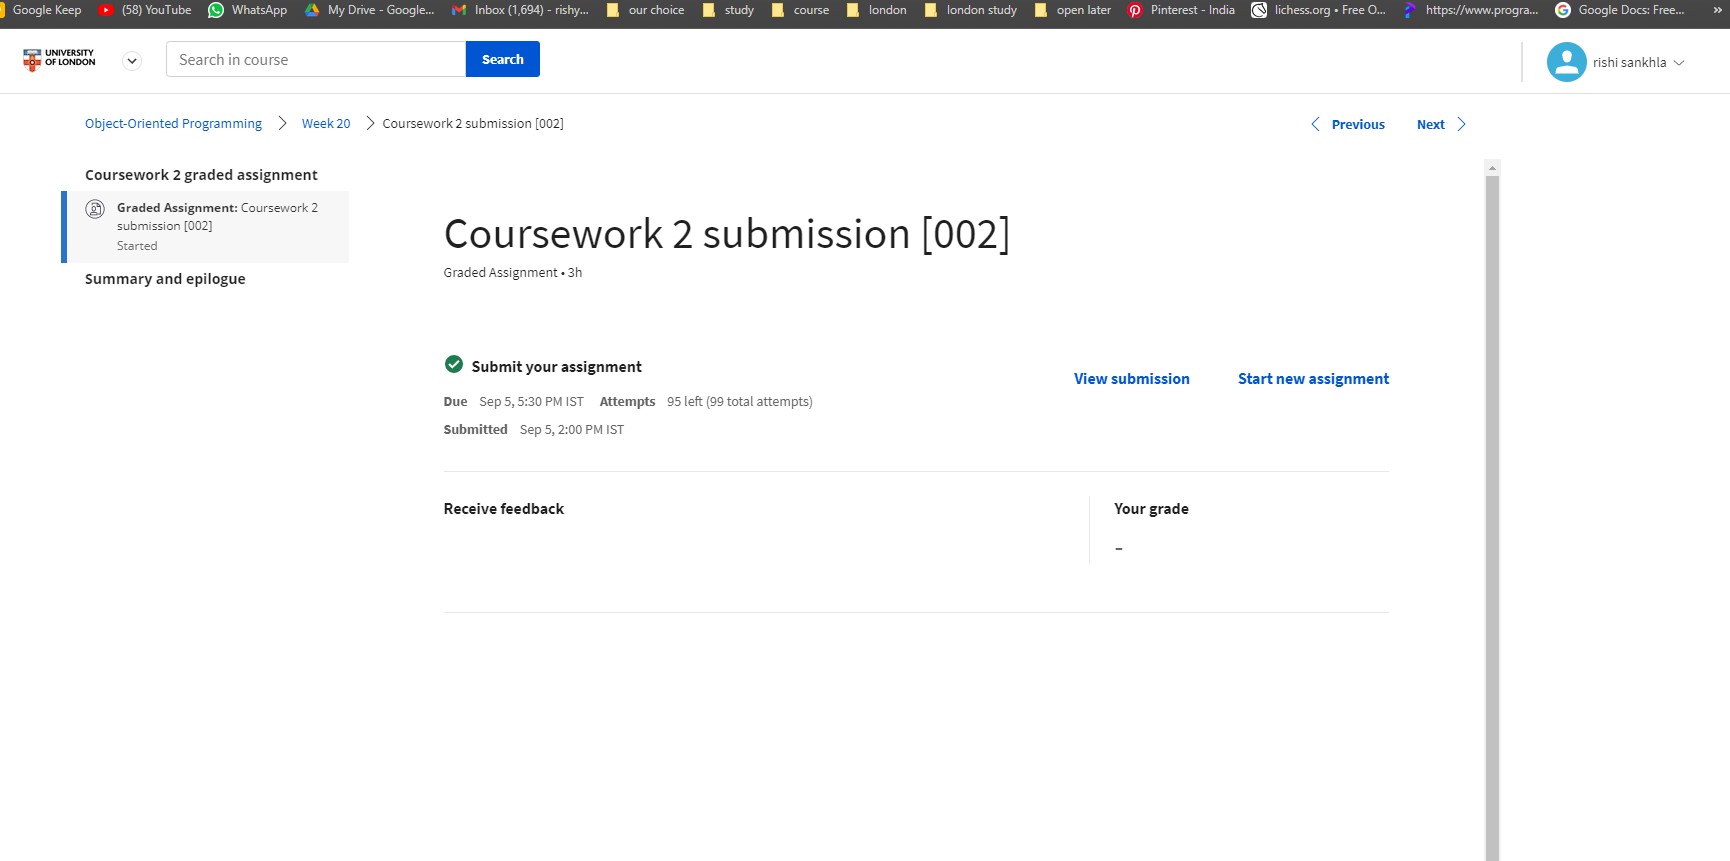 Google Keep (58) YouTube WhatsApp My Drive - Google... Inbox (1,694) - rishy... our choice study course london london study open later Pinterest - India lichess.org • Free O... https://www.progra... Google Docs: Free... »
UNIVERSITY
OF LONDON
Search in course Search rishi sankhla
Object-Oriented Programming Week 20 Coursework 2 submission [002] Previous Next
Coursework 2 graded assignment
Graded Assignment: Coursework 2
submission [002]
Started
Summary and epilogue
Coursework 2 submission [002]
Graded Assignment • 3h
Submit your assignment
View submission Start new assignment
Due Sep 5, 5:30 PM IST Attempts 95 left (99 total attempts)
Submitted Sep 5, 2:00 PM IST
Receive feedback Your grade
–